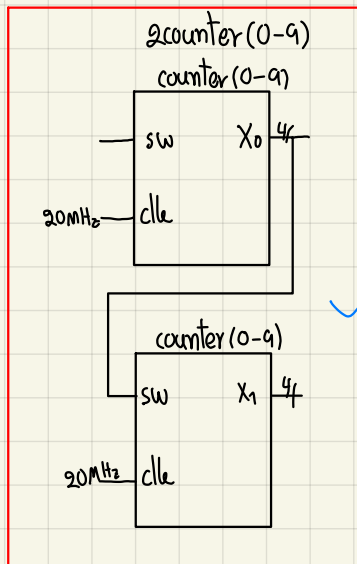 2counter(0-9)
counter(0-9)
sw X0 4
20MHz clk
counter(0-9)
sw X1 4
20MHz clk